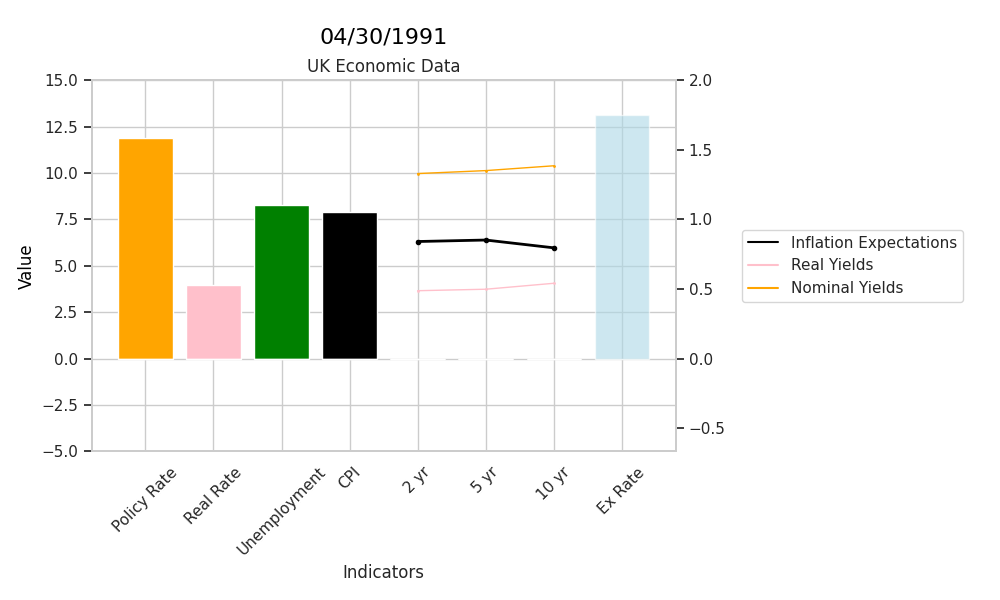 04/30/1991
UK Economic Data
15.0
12.5
10.0
7.5
5.0
2.5
0.0
−2.5
−5.0
Value
2.0
1.5
1.0
0.5
0.0
−0.5
Inflation Expectations
Real Yields
Nominal Yields
Policy Rate
Real Rate
Unemployment
CPI
2 yr
5 yr
10 yr
Ex Rate
Indicators